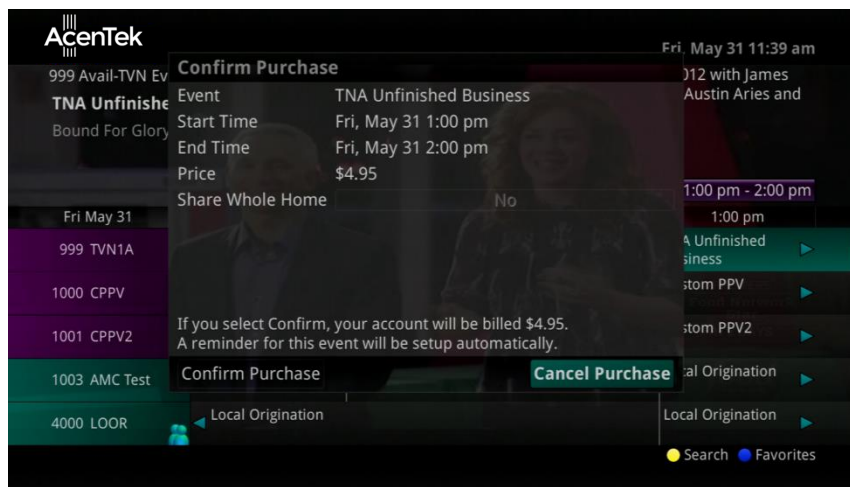 AcenTek
Fri, May 31 11:39 am
999 Avail-TVN Ev
012 with James
TNA Unfinishe
Austin Aries and
Bound For Glory
Confirm Purchase
Event TNA Unfinished Business
Start Time Fri, May 31 1:00 pm
End Time Fri, May 31 2:00 pm
Price $4.95
Share Whole Home No
If you select Confirm, your account will be billed $4.95.
A reminder for this event will be setup automatically.
Confirm Purchase Cancel Purchase
1:00 pm - 2:00 pm
Fri May 31 1:00 pm
999 TVN1A
A Unfinished
siness
1000 CPPV
stom PPV
1001 CPPV2
stom PPV2
1003 AMC Test
cal Origination
4000 LOOR Local Origination Local Origination
Search Favorites